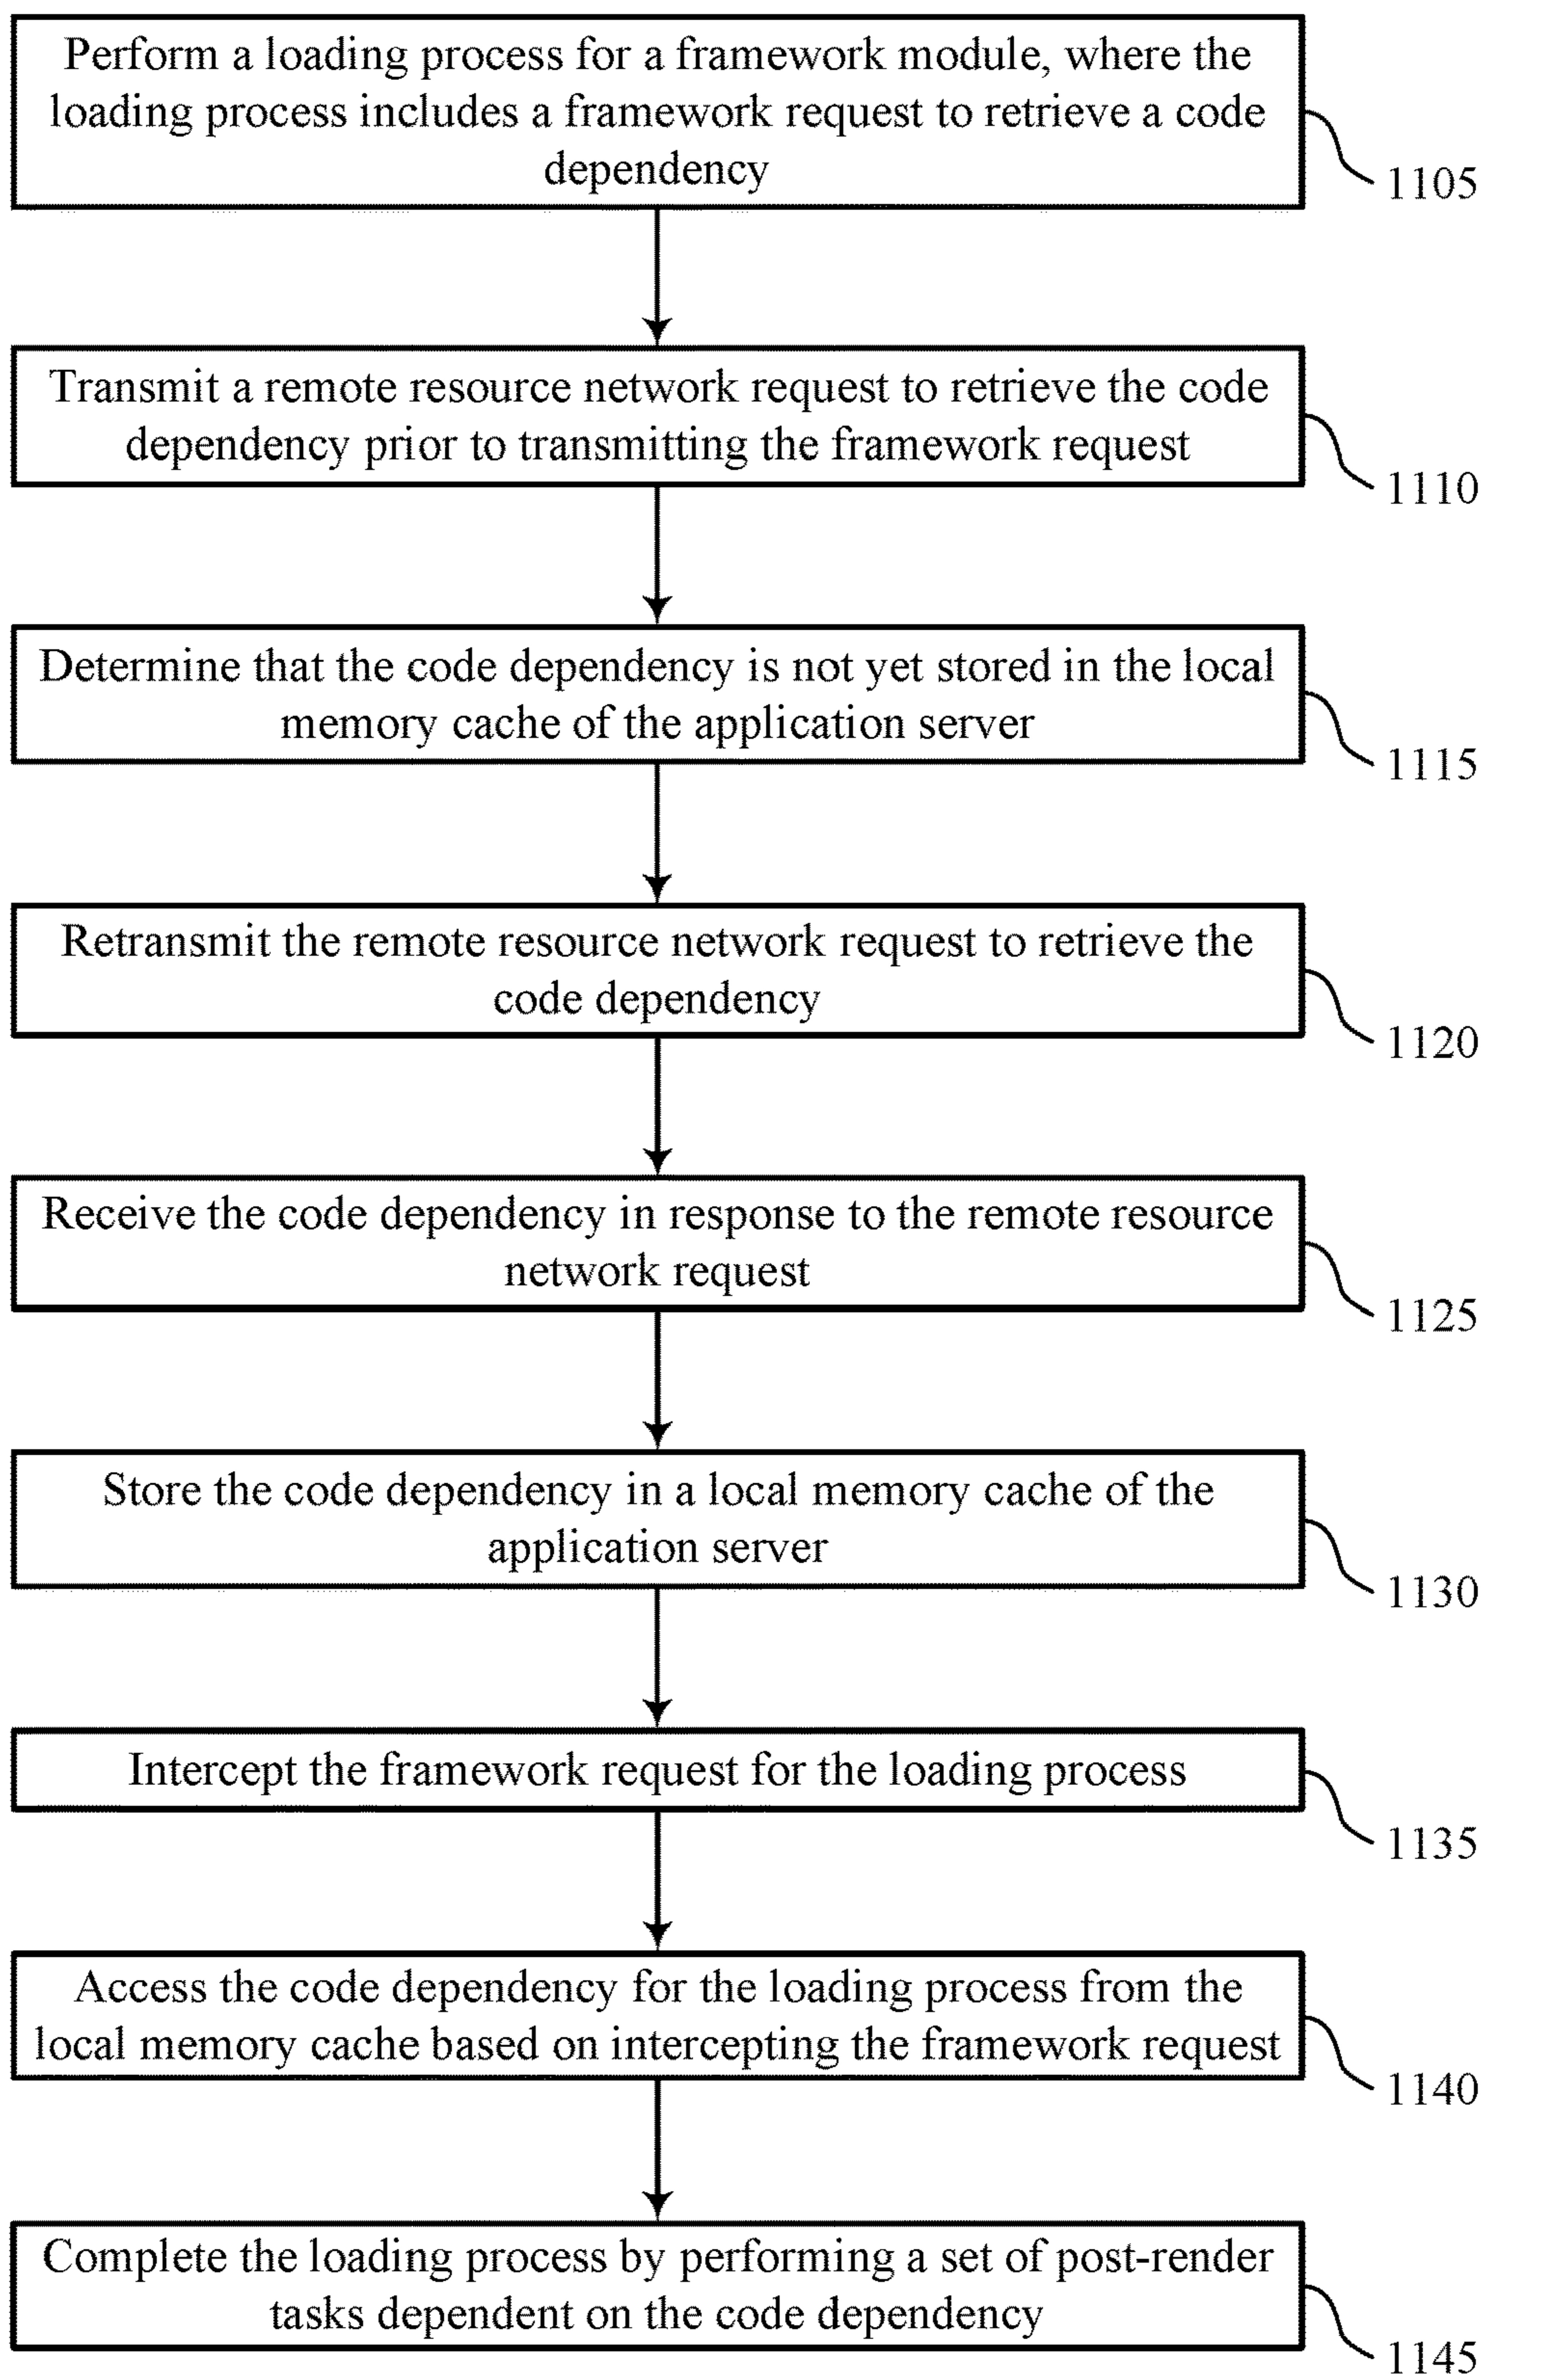 Perform a loading process for a framework module, where the
loading process includes a framework request to retrieve a code
dependency
1105
Transmit a remote resource network request to retrieve the code
dependency prior to transmitting the framework request
1110
Determine that the code dependency is not yet stored in the local
memory cache of the application server
1115
Retransmit the remote resource network request to retrieve the
code dependency
1120
Receive the code dependency in response to the remote resource
network request
1125
Store the code dependency in a local memory cache of the
application server
1130
Intercept the framework request for the loading process
1135
Access the code dependency for the loading process from the
local memory cache based on intercepting the framework request
1140
Complete the loading process by performing a set of post-render
tasks dependent on the code dependency
1145